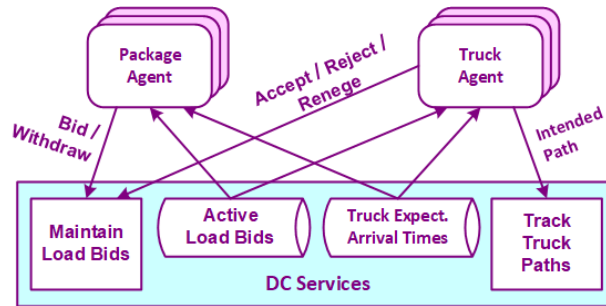 Package
Agent
Accept / Reject /
Renege
Truck
Agent
Bid /
Withdraw
Intended
Path
Maintain
Load Bids
Active
Load Bids
Truck Expect.
Arrival Times
Track
Truck
Paths
DC Services